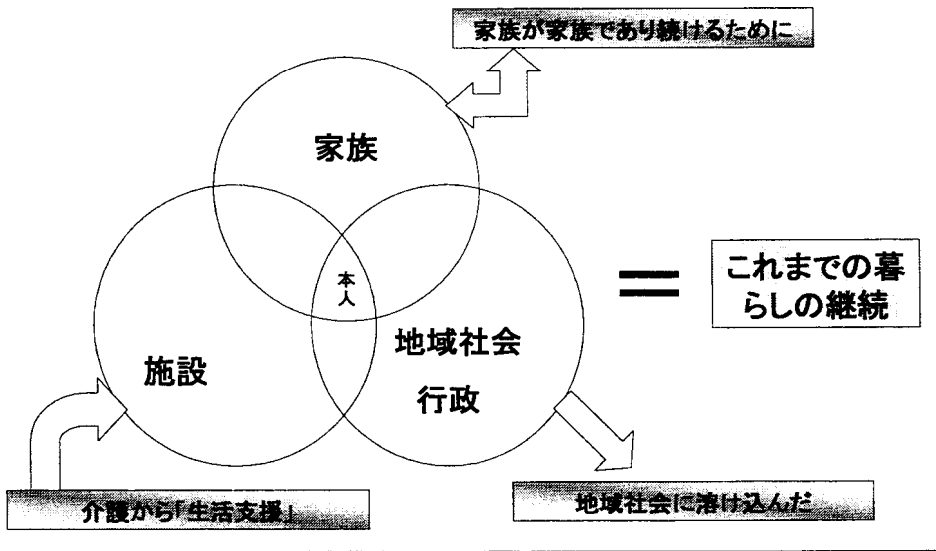 家族が家族であり続けるために
家族
本
人
施設
地域社会
行政
＝
これまでの暮
らしの継続
介護から「生活支援」
地域社会に溶け込んだ